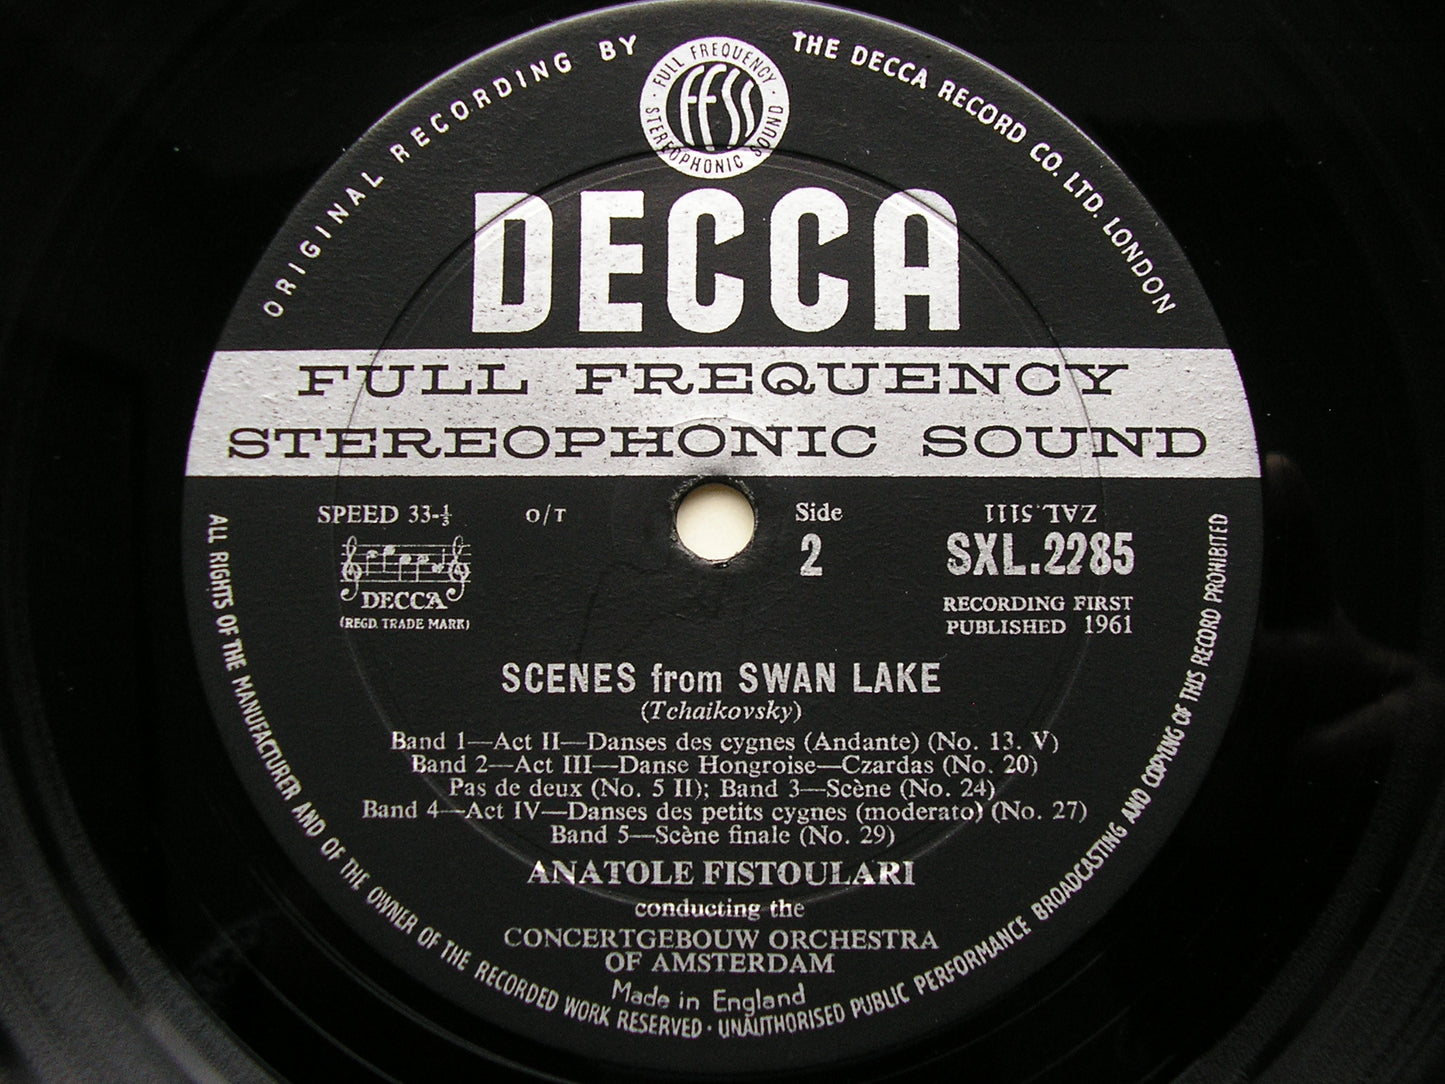 ORIGINAL RECORDING BY THE DECCA RECORD CO. LTD. LONDON
FULL FREQUENCY
FFSS
STEREOPHONIC SOUND
DECCA
FULL FREQUENCY
STEREOPHONIC SOUND
SPEED 33-⅓ O/T
Side
2
ZAL.5111
SXL.2285
DECCA
(REGD. TRADE MARK)
RECORDING FIRST
PUBLISHED 1961
SCENES from SWAN LAKE
(Tchaikovsky)
Band 1—Act II—Danses des cygnes (Andante) (No. 13. V)
Band 2—Act III—Danse Hongroise—Czardas (No. 20)
Pas de deux (No. 5 II); Band 3—Scène (No. 24)
Band 4—Act IV—Danses des petits cygnes (moderato) (No. 27)
Band 5—Scène finale (No. 29)
ANATOLE FISTOULARI
conducting the
CONCERTGEBOUW ORCHESTRA
OF AMSTERDAM
Made in England
ALL RIGHTS OF THE MANUFACTURER AND OF THE OWNER OF THE RECORDED WORK RESERVED · UNAUTHORISED PUBLIC PERFORMANCE BROADCASTING AND COPYING OF THIS RECORD PROHIBITED